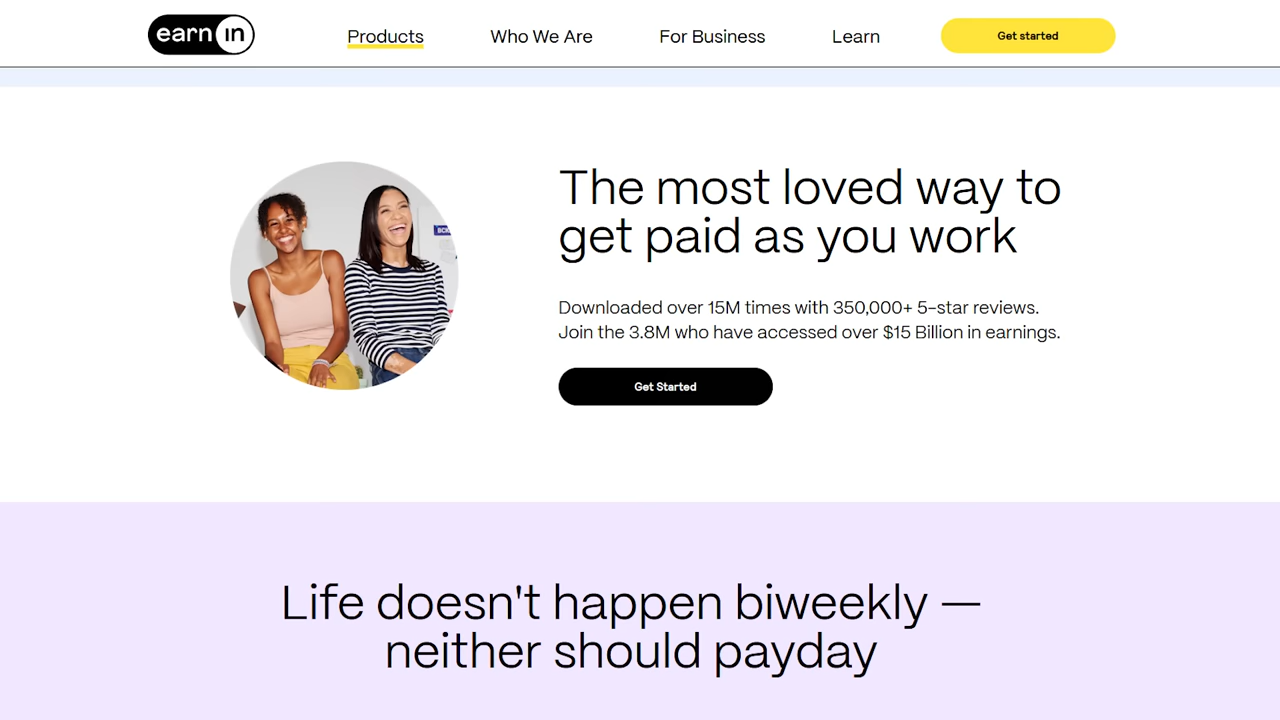 earn in
Products
Who We Are
For Business
Learn
Get started
The most loved way to
get paid as you work
Downloaded over 15M times with 350,000+ 5-star reviews.
Join the 3.8M who have accessed over $15 Billion in earnings.
Get Started
Life doesn't happen biweekly —
neither should payday